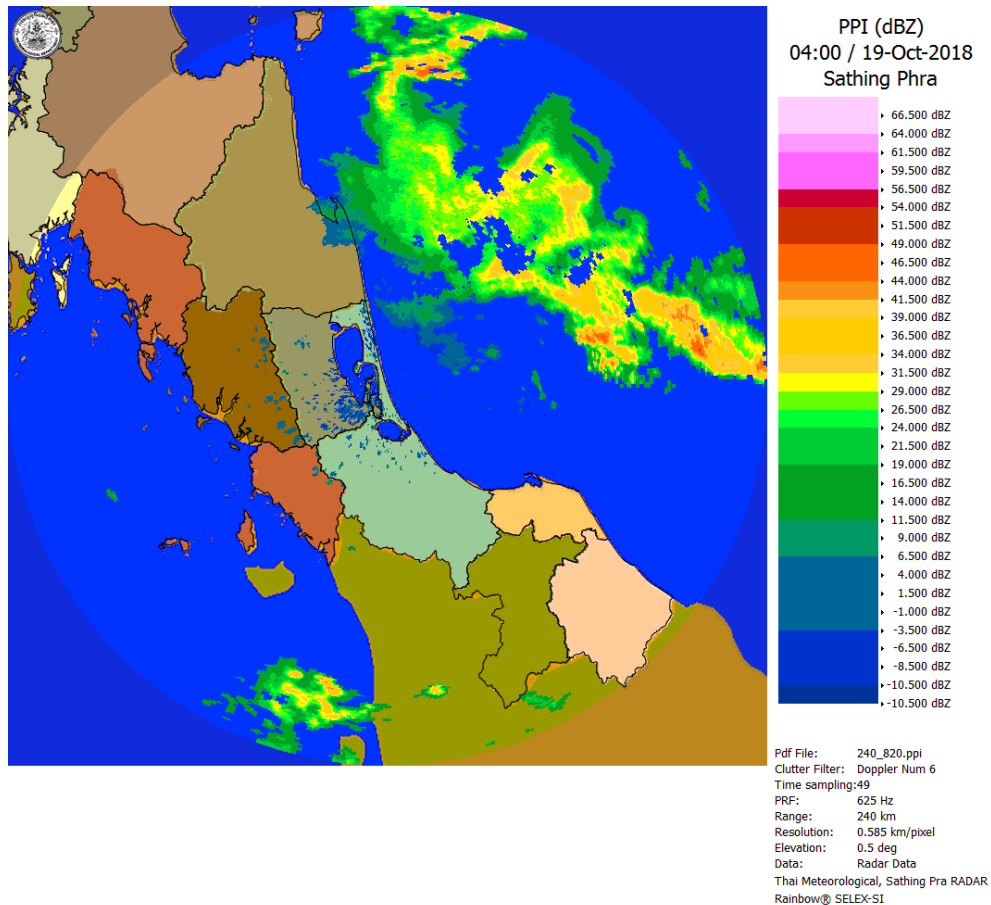 PPI (dBZ)
04:00 / 19-Oct-2018
Sathing Phra
66.500 dBZ
64.000 dBZ
61.500 dBZ
59.500 dBZ
56.500 dBZ
54.000 dBZ
51.500 dBZ
49.000 dBZ
46.500 dBZ
44.000 dBZ
41.500 dBZ
39.000 dBZ
36.500 dBZ
34.000 dBZ
31.500 dBZ
29.000 dBZ
26.500 dBZ
24.000 dBZ
21.500 dBZ
19.000 dBZ
16.500 dBZ
14.000 dBZ
11.500 dBZ
9.000 dBZ
6.500 dBZ
4.000 dBZ
1.500 dBZ
-1.000 dBZ
-3.500 dBZ
-6.500 dBZ
-8.500 dBZ
-10.500 dBZ
-10.500 dBZ
Pdf File: 240_820.ppi
Clutter Filter: Doppler Num 6
Time sampling:49
PRF: 625 Hz
Range: 240 km
Resolution: 0.585 km/pixel
Elevation: 0.5 deg
Data: Radar Data
Thai Meteorological, Sathing Pra RADAR
Rainbow® SELEX-SI